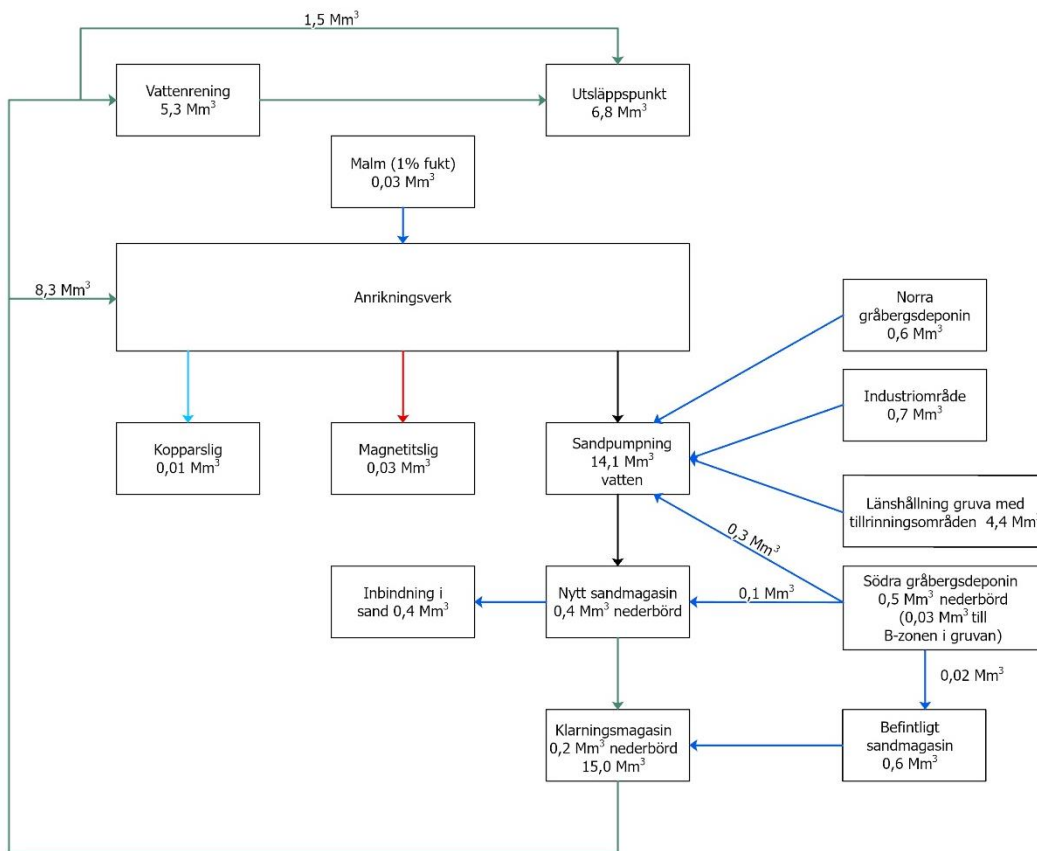 1,5 Mm³
Vattenrening
5,3 Mm³
Utsläppspunkt
6,8 Mm³
Malm (1% fukt)
0,03 Mm³
8,3 Mm³
Anrikningsverk
Norra
gråbergsdeponin
0,6 Mm³
Industriområde
0,7 Mm³
Kopparslig
0,01 Mm³
Magnetitslig
0,03 Mm³
Sandpumpning
14,1 Mm³
vatten
Länshållning gruva med
tillrinningsområden 4,4 Mm³
0,3 Mm³
Inbindning i
sand 0,4 Mm³
Nytt sandmagasin
0,4 Mm³ nederbörd
0,1 Mm³
Södra gråbergsdeponin
0,5 Mm³ nederbörd
(0,03 Mm³ till
B-zonen i gruvan)
0,02 Mm³
Klarningsmagasin
0,2 Mm³ nederbörd
15,0 Mm³
Befintligt
sandmagasin
0,6 Mm³